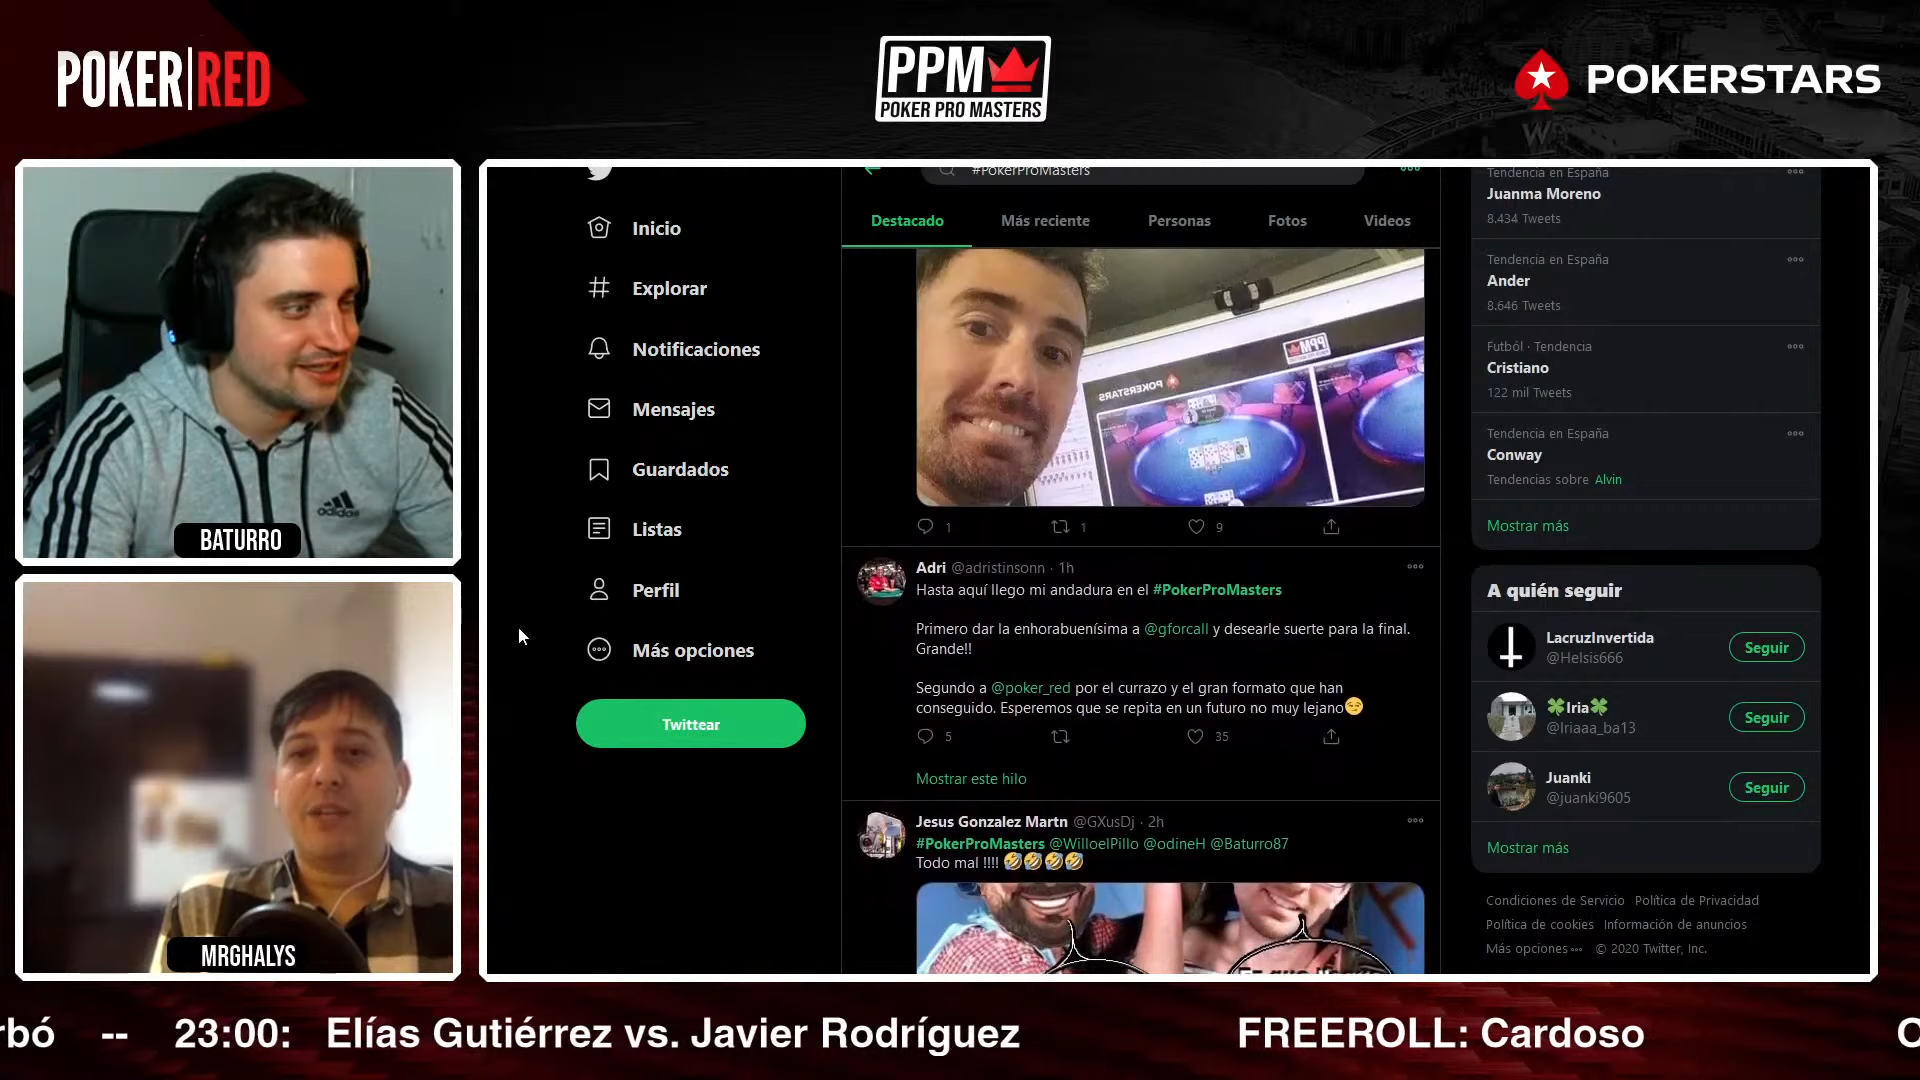 POKER|RED
PPM
POKER PRO MASTERS
POKERSTARS
BATURRO
MRGHALYS
Inicio
Explorar
Notificaciones
Mensajes
Guardados
Listas
Perfil
Más opciones
Twittear
#PokerProMasters
Destacado Más reciente Personas Fotos Videos
PPM
POKERSTARS
1 1 9
Adri @adristinsonn · 1h
Hasta aquí llego mi andadura en el #PokerProMasters
Primero dar la enhorabuenísima a @gforcall y desearle suerte para la final.
Grande!!
Segundo a @poker_red por el currazo y el gran formato que han
conseguido. Esperemos que se repita en un futuro no muy lejano
5 35
Mostrar este hilo
Jesus Gonzalez Martn @GXusDj · 2h
#PokerProMasters @WilloelPillo @odineH @Baturro87
Todo mal !!!!
Tendencia en España
Juanma Moreno
8.434 Tweets
Tendencia en España
Ander
8.646 Tweets
Futból · Tendencia
Cristiano
122 mil Tweets
Tendencia en España
Conway
Tendencias sobre Alvin
Mostrar más
A quién seguir
LacruzInvertida
@Helsis666
Seguir
Iria
@Iriaaa_ba13
Seguir
Juanki
@juanki9605
Seguir
Mostrar más
Condiciones de Servicio Política de Privacidad
Política de cookies Información de anuncios
Más opciones © 2020 Twitter, Inc.
adidas
rbó -- 23:00: Elías Gutiérrez vs. Javier Rodríguez FREEROLL: Cardoso